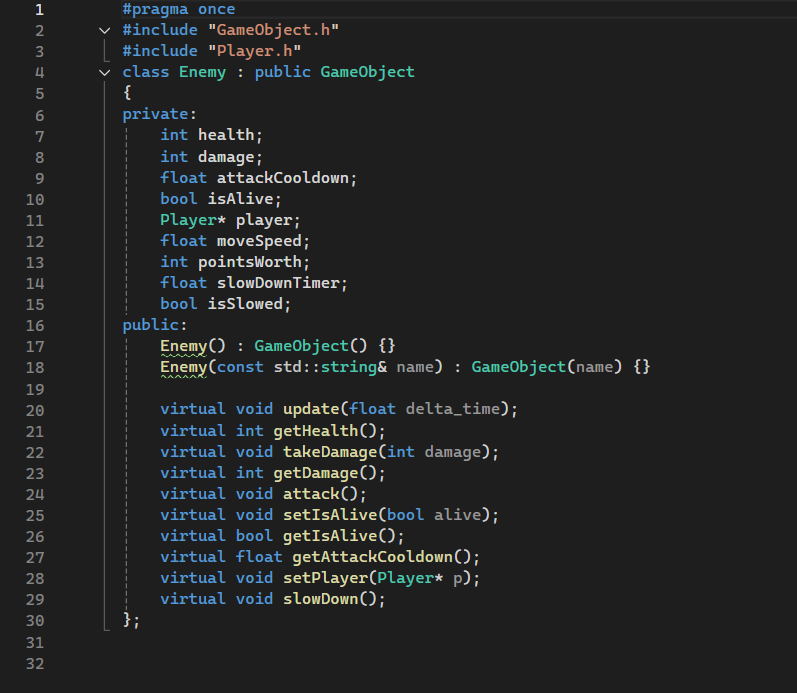 1 #pragma once
2 #include "GameObject.h"
3 #include "Player.h"
4 class Enemy : public GameObject
5 {
6 private:
7     int health;
8     int damage;
9     float attackCooldown;
10     bool isAlive;
11     Player* player;
12     float moveSpeed;
13     int pointsWorth;
14     float slowDownTimer;
15     bool isSlowed;
16 public:
17     Enemy() : GameObject() {}
18     Enemy(const std::string& name) : GameObject(name) {}
19
20     virtual void update(float delta_time);
21     virtual int getHealth();
22     virtual void takeDamage(int damage);
23     virtual int getDamage();
24     virtual void attack();
25     virtual void setIsAlive(bool alive);
26     virtual bool getIsAlive();
27     virtual float getAttackCooldown();
28     virtual void setPlayer(Player* p);
29     virtual void slowDown();
30 };
31
32